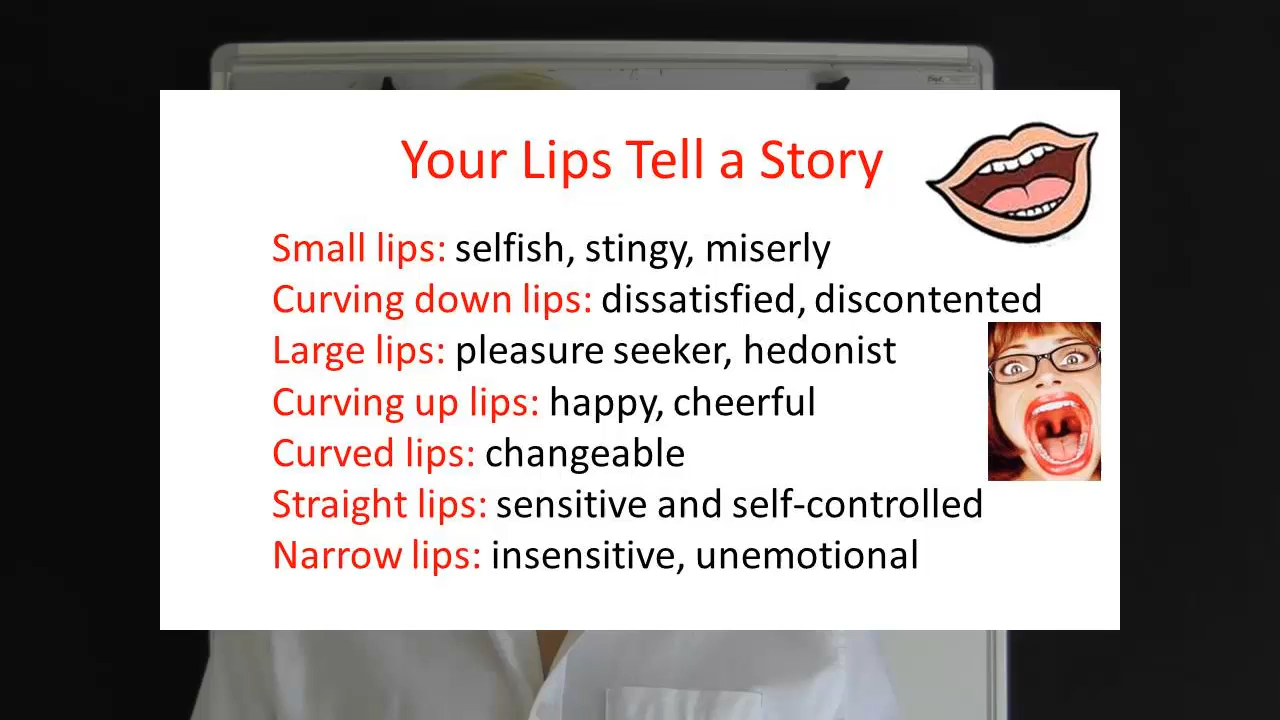 Your Lips Tell a Story
Small lips: selfish, stingy, miserly
Curving down lips: dissatisfied, discontented
Large lips: pleasure seeker, hedonist
Curving up lips: happy, cheerful
Curved lips: changeable
Straight lips: sensitive and self-controlled
Narrow lips: insensitive, unemotional